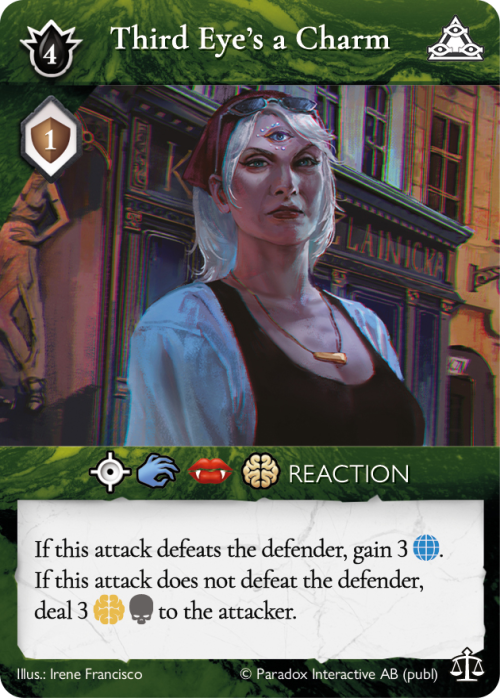 4
Third Eye's a Charm
1
LAINICKA
REACTION
If this attack defeats the defender, gain 3 .
If this attack does not defeat the defender,
deal 3 to the attacker.
Illus.: Irene Francisco
© Paradox Interactive AB (publ)